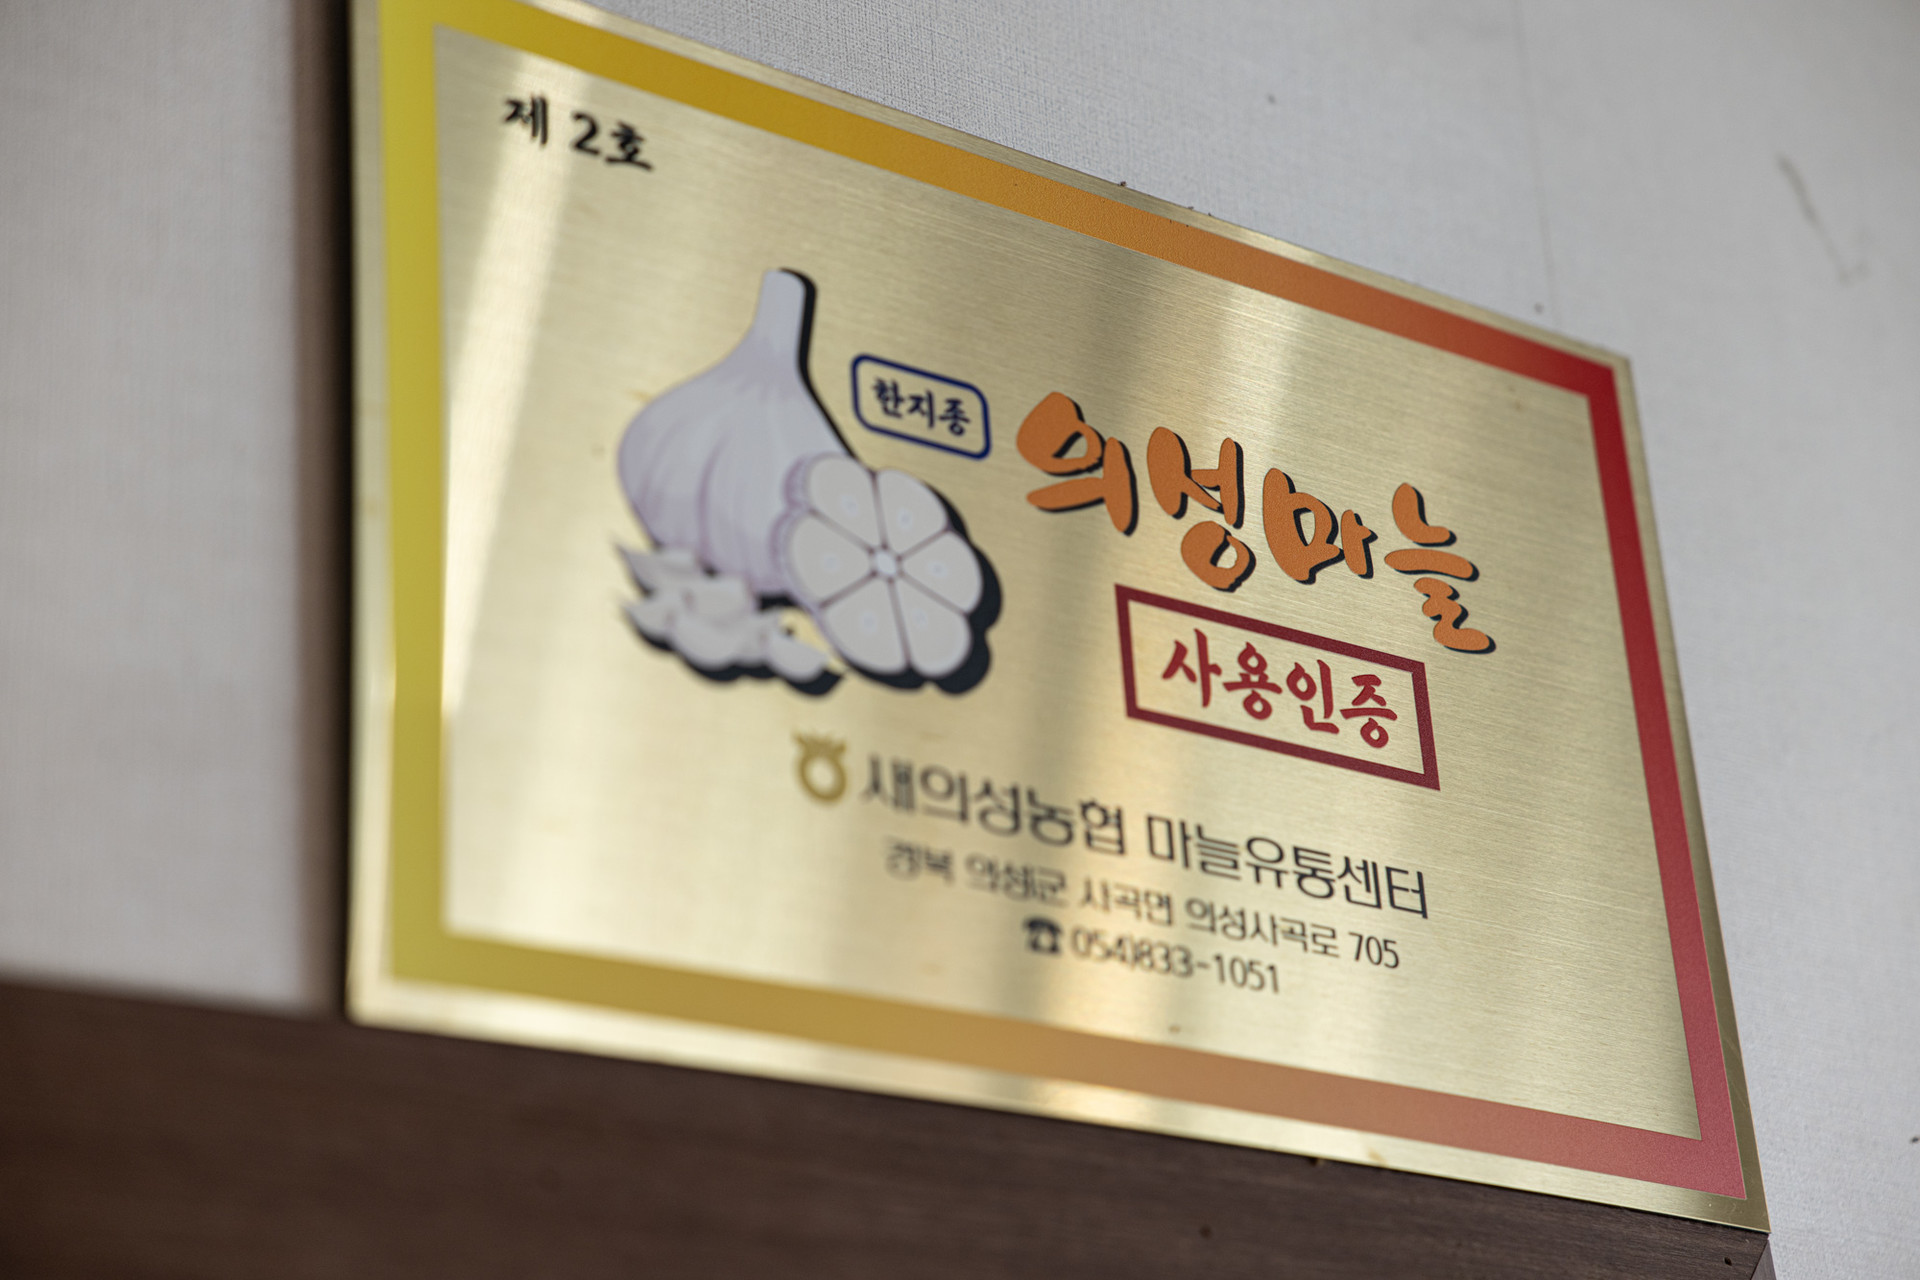 제 2호
한지종
의성마늘
사용인증
새의성농협 마늘유통센터
경북 의성군 사곡면 의성사곡로 705
☎ 054)833-1051